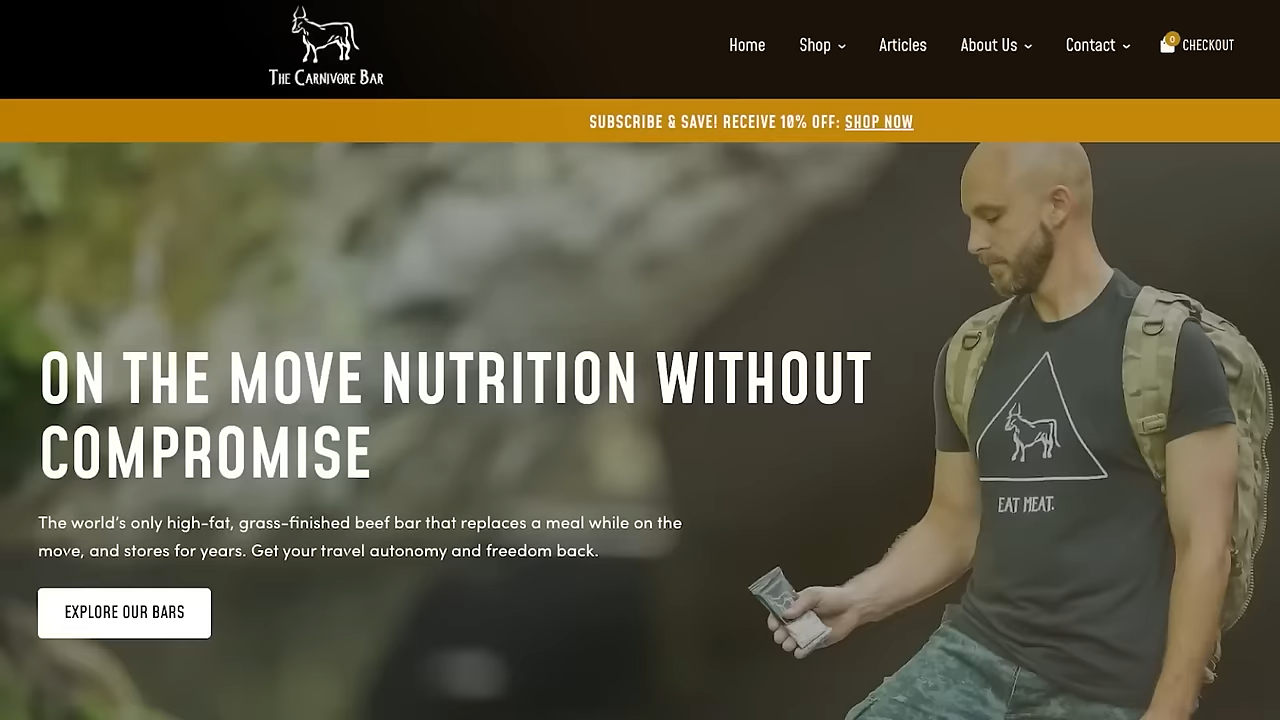 THE CARNIVORE BAR
Home Shop Articles About Us Contact 0 CHECKOUT
SUBSCRIBE & SAVE! RECEIVE 10% OFF: SHOP NOW
ON THE MOVE NUTRITION WITHOUT
COMPROMISE
The world's only high-fat, grass-finished beef bar that replaces a meal while on the
move, and stores for years. Get your travel autonomy and freedom back.
EXPLORE OUR BARS
EAT MEAT.